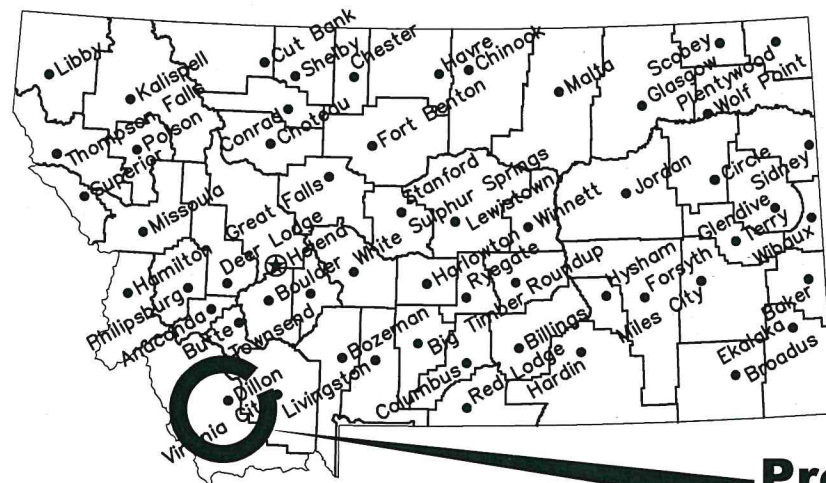 Libby
Cut Bank
Shelby
Chester
Havre
Chinook
Scobey
Plentywood
Kalispell
Malta
Glasgow
Wolf Point
Thompson Falls
Polson
Conrad
Choteau
Fort Benton
Superior
Missoula
Great Falls
Stanford
Lewistown
Winnett
Jordan
Circle
Sidney
Glendive
Terry
Wibaux
Hamilton
Philipsburg
Deer Lodge
Helena
Boulder
White Sulphur Springs
Harlowton
Ryegate
Roundup
Hysham
Forsyth
Miles City
Baker
Anaconda
Butte
Townsend
Bozeman
Livingston
Big Timber
Columbus
Billings
Red Lodge
Hardin
Ekalaka
Broadus
Dillon
Virginia City